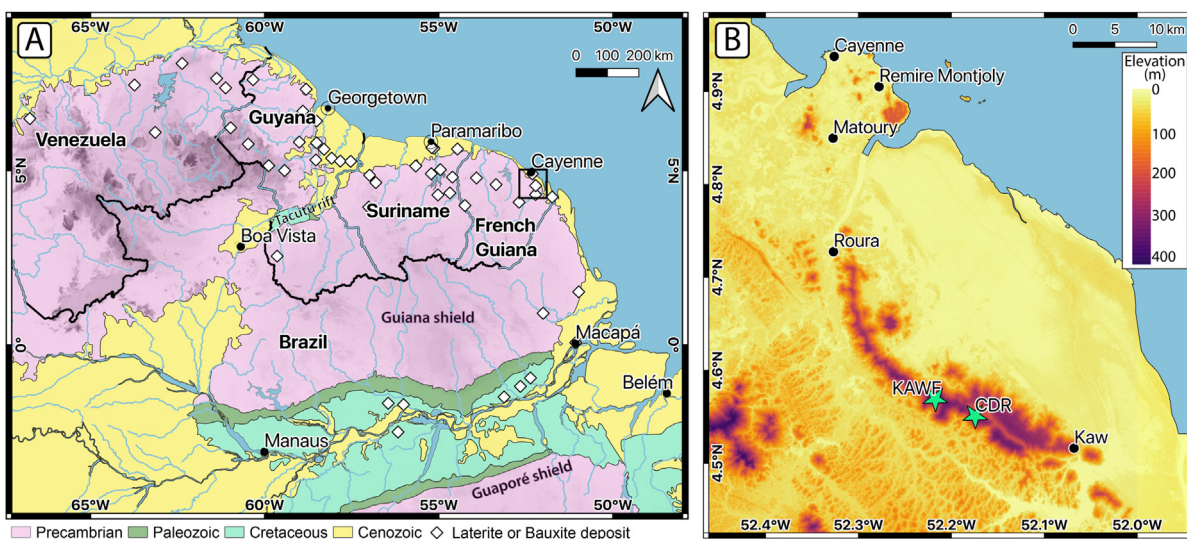 A
65°W
60°W
55°W
50°W
0 100 200 km
Georgetown
Guyana
Venezuela
Paramaribo
Cayenne
5°N
5°N
Tacutu rift
Suriname
French
Guiana
Boa Vista
Guiana shield
Brazil
Macapá
0°
0°
Belém
Manaus
Guaporé shield
65°W
60°W
55°W
50°W
Precambrian
Paleozoic
Cretaceous
Cenozoic
Laterite or Bauxite deposit
B
Cayenne
0 5 10 km
Remire Montjoly
Elevation
(m)
0
100
200
300
400
4.9°N
Matoury
4.8°N
Roura
4.7°N
4.6°N
KAWF
CDR
Kaw
4.5°N
52.4°W
52.3°W
52.2°W
52.1°W
52.0°W